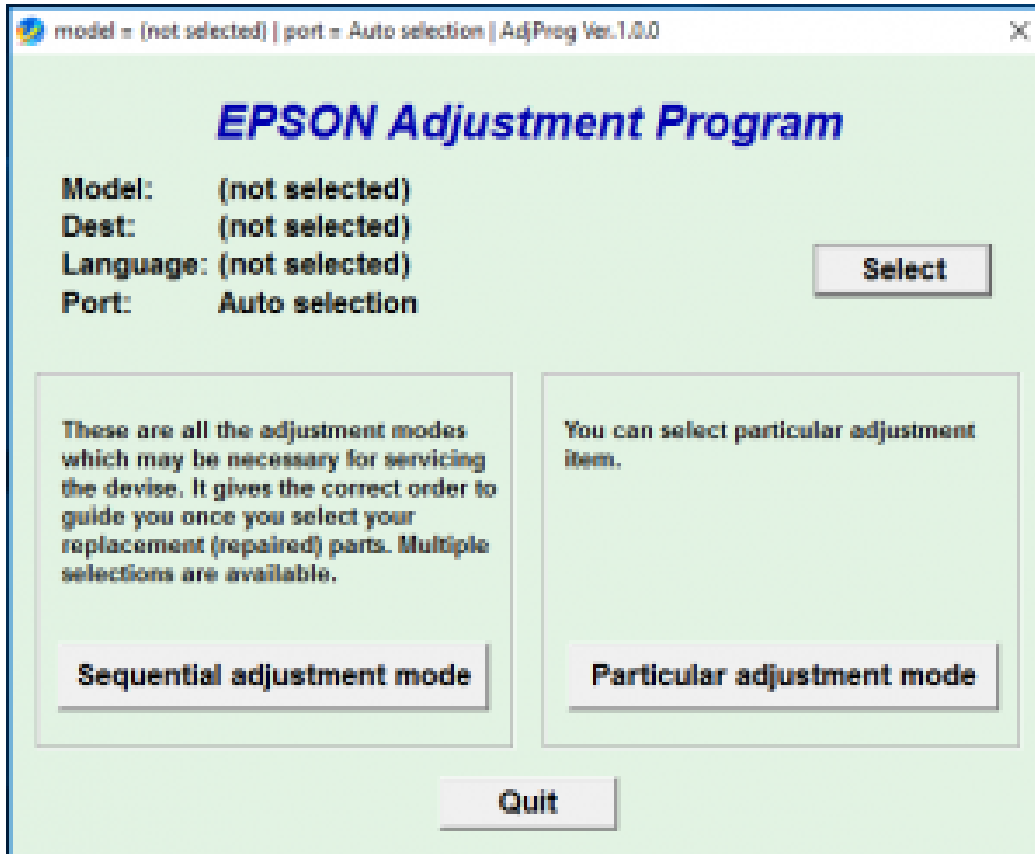 model = (not selected) | port = Auto selection | AdjProg Ver.1.0.0
EPSON Adjustment Program
Model: (not selected)
Dest: (not selected)
Language: (not selected)
Port: Auto selection
Select
These are all the adjustment modes
which may be necessary for servicing
the devise. It gives the correct order to
guide you once you select your
replacement (repaired) parts. Multiple
selections are available.
Sequential adjustment mode
You can select particular adjustment
item.
Particular adjustment mode
Quit